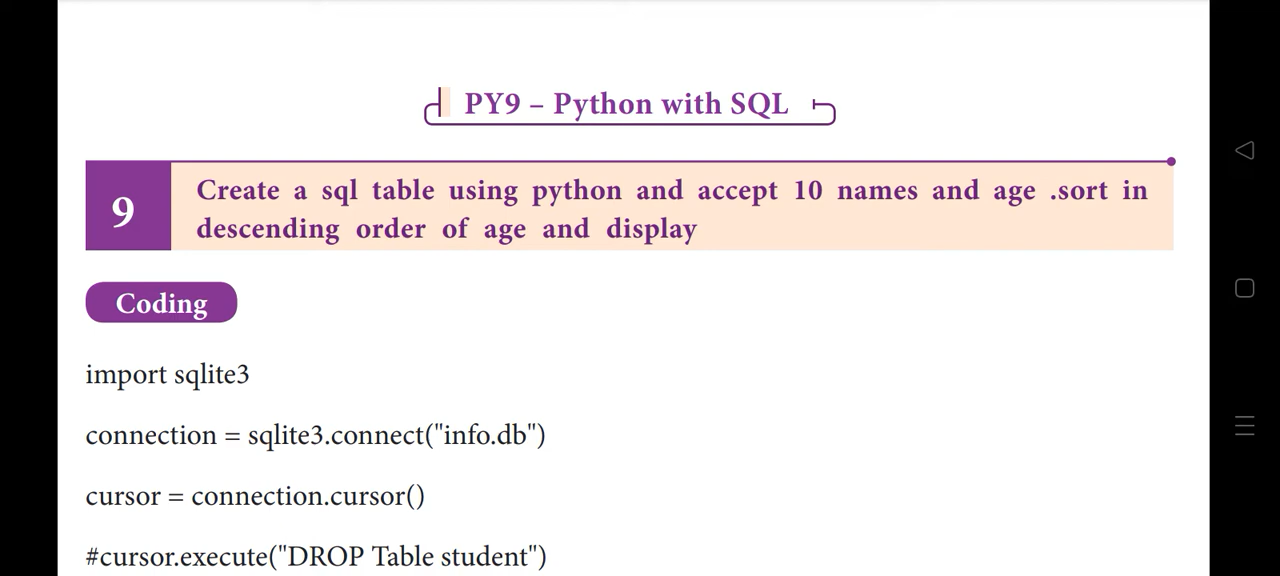 PY9 – Python with SQL
9
Create a sql table using python and accept 10 names and age .sort in
descending order of age and display
Coding
import sqlite3
connection = sqlite3.connect("info.db")
cursor = connection.cursor()
#cursor.execute("DROP Table student")